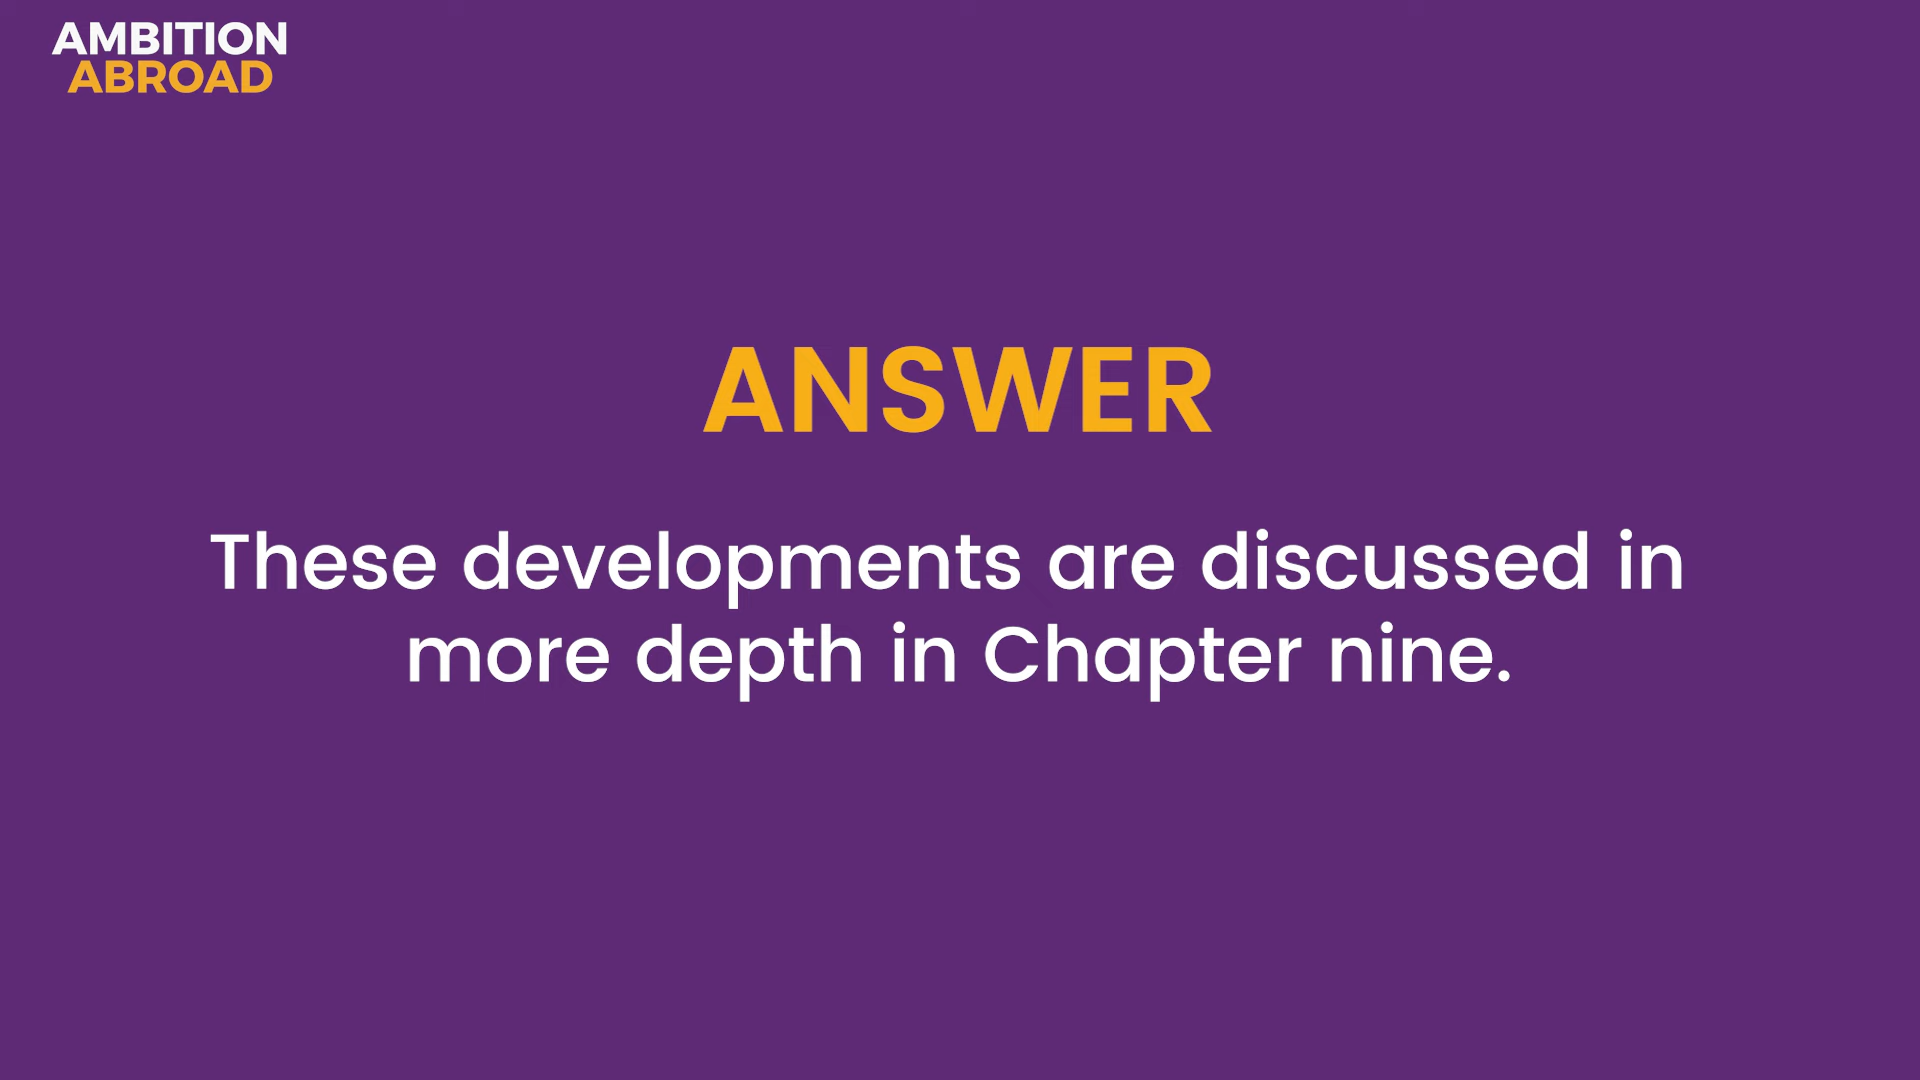 AMBITION
ABROAD
ANSWER
These developments are discussed in
more depth in Chapter nine.